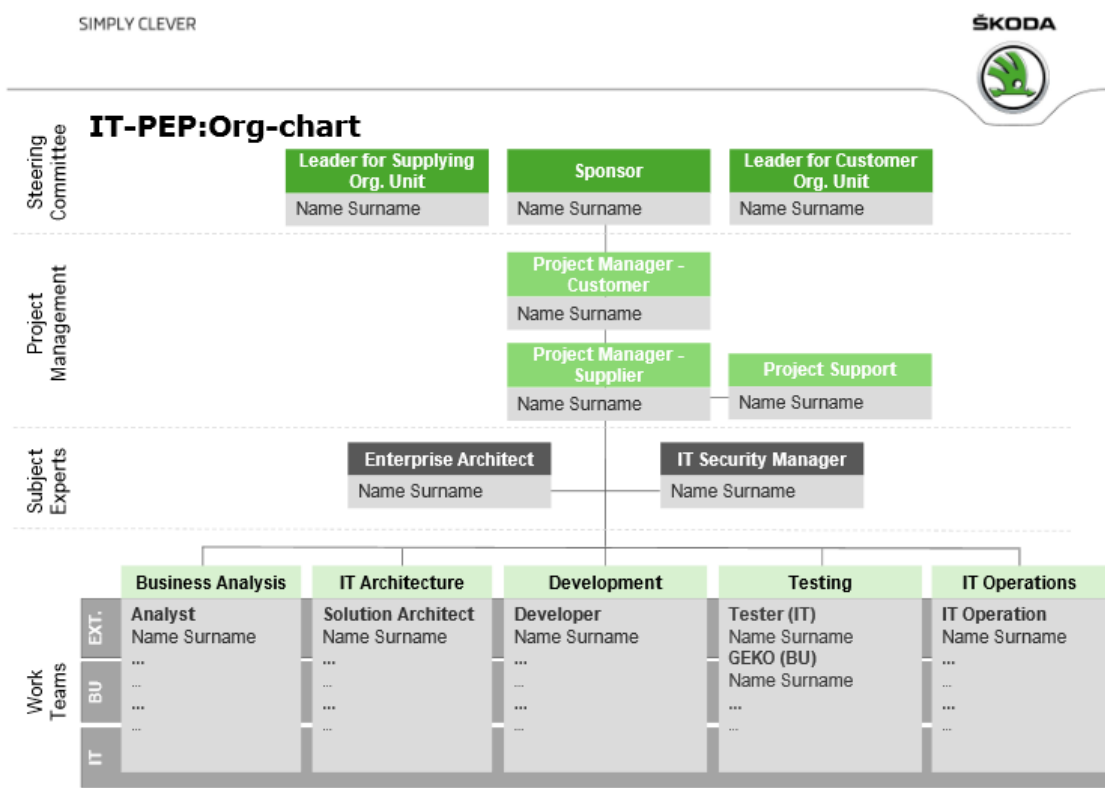 SIMPLY CLEVER
ŠKODA
IT-PEP:Org-chart
Steering
Committee
Leader for Supplying
Org. Unit
Name Surname
Sponsor
Name Surname
Leader for Customer
Org. Unit
Name Surname
Project
Management
Project Manager -
Customer
Name Surname
Project Manager -
Supplier
Name Surname
Project Support
Name Surname
Subject
Experts
Enterprise Architect
Name Surname
IT Security Manager
Name Surname
Work
Teams
EXT.
BU
IT
Business Analysis
Analyst
Name Surname
...
...
...
...
IT Architecture
Solution Architect
Name Surname
...
...
...
...
Development
Developer
Name Surname
...
...
...
...
Testing
Tester (IT)
Name Surname
GEKO (BU)
Name Surname
...
...
IT Operations
IT Operation
Name Surname
...
...
...
...